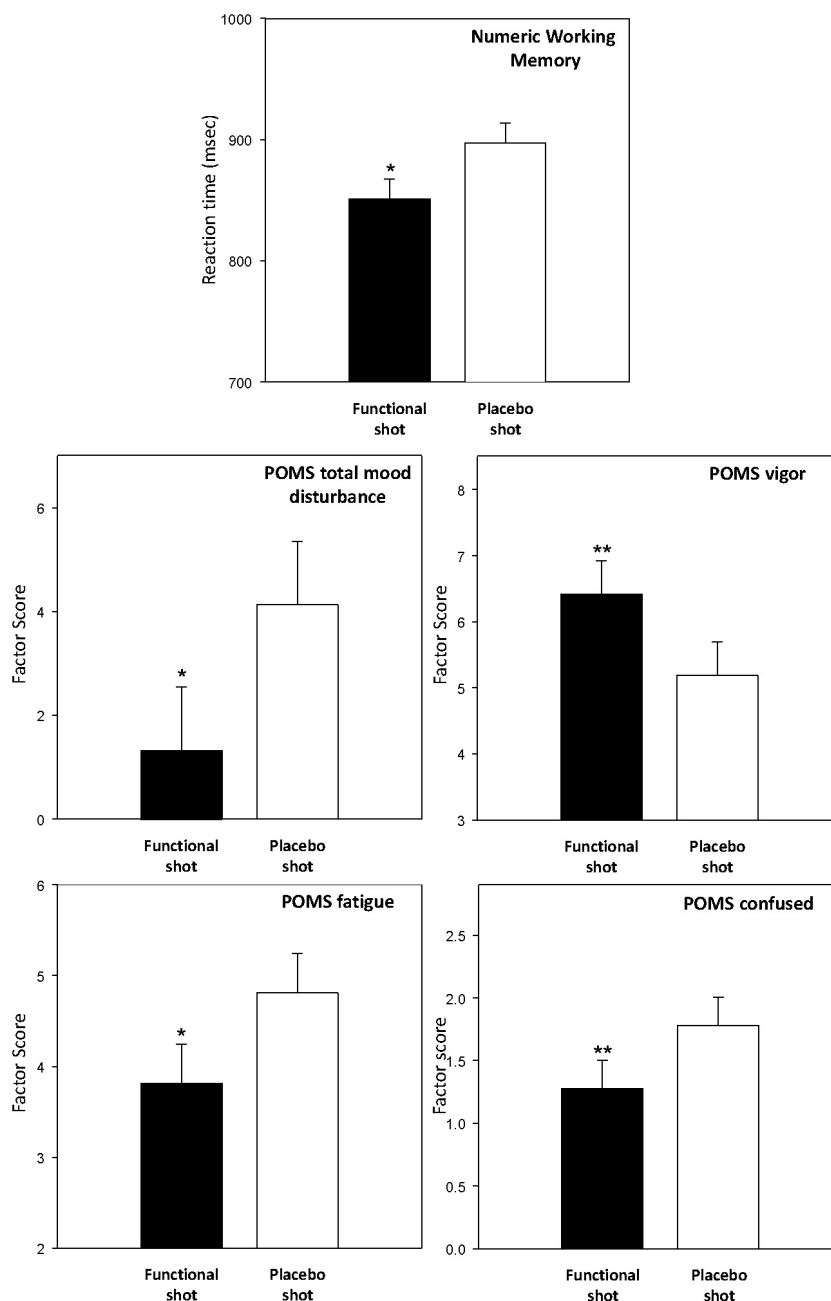 Numeric Working
Memory
Reaction time (msec)
1000
900
800
700
*
Functional
shot
Placebo
shot
POMS total mood
disturbance
Factor Score
6
4
2
0
*
Functional
shot
Placebo
shot
POMS vigor
Factor Score
8
7
6
5
4
3
**
Functional
shot
Placebo
shot
POMS fatigue
Factor Score
6
5
4
3
2
*
Functional
shot
Placebo
shot
POMS confused
Factor score
2.5
2.0
1.5
1.0
0.5
0.0
**
Functional
shot
Placebo
shot